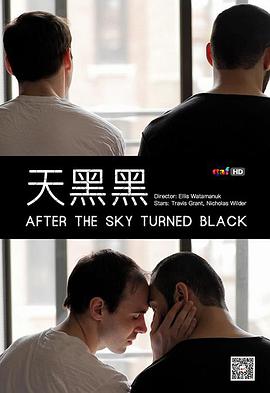 天黑黑
Director: Ellis Watamanuk
Stars: Travis Grant, Nicholas Wilder
HD
AFTER THE SKY TURNED BLACK